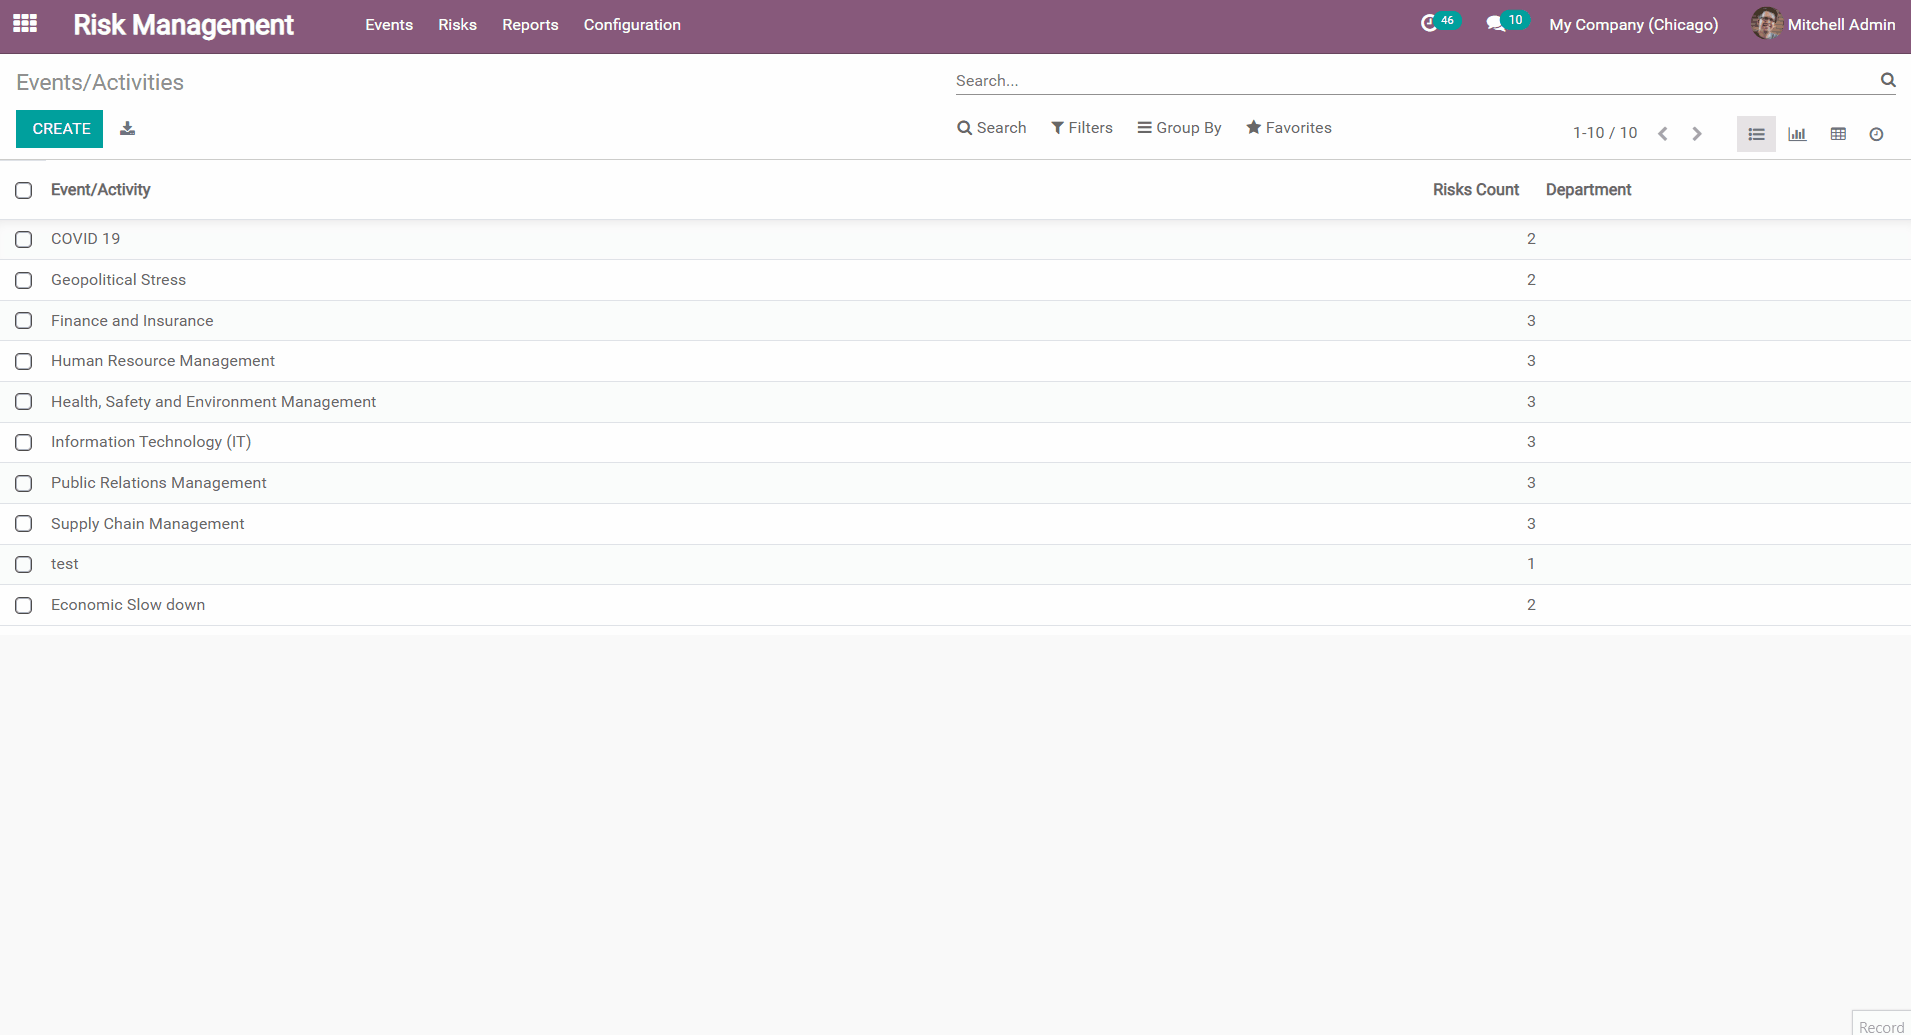 Risk Management Events Risks Reports Configuration 46 10 My Company (Chicago) Mitchell Admin
Events/Activities
Search...
CREATE
Search Filters Group By Favorites
1-10 / 10
Event/Activity Risks Count Department
COVID 19 2
Geopolitical Stress 2
Finance and Insurance 3
Human Resource Management 3
Health, Safety and Environment Management 3
Information Technology (IT) 3
Public Relations Management 3
Supply Chain Management 3
test 1
Economic Slow down 2
Record